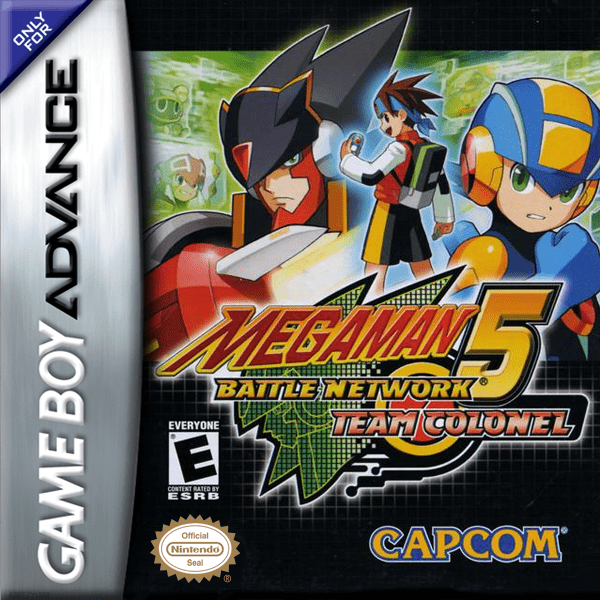 ONLY
FOR
GAME BOY ADVANCE
MEGAMAN 5
BATTLE NETWORK®
TEAM COLONEL
EVERYONE
E
®
CONTENT RATED BY
ESRB
Official
Nintendo
Seal
®
CAPCOM®